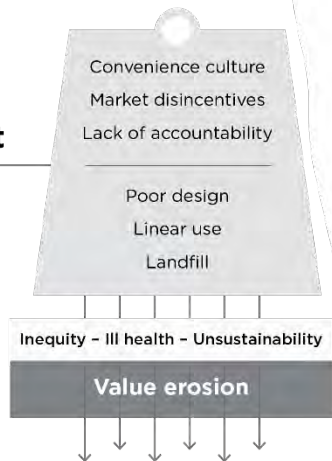 Convenience culture
Market disincentives
Lack of accountability
Poor design
Linear use
Landfill
Inequity – Ill health – Unsustainability
Value erosion